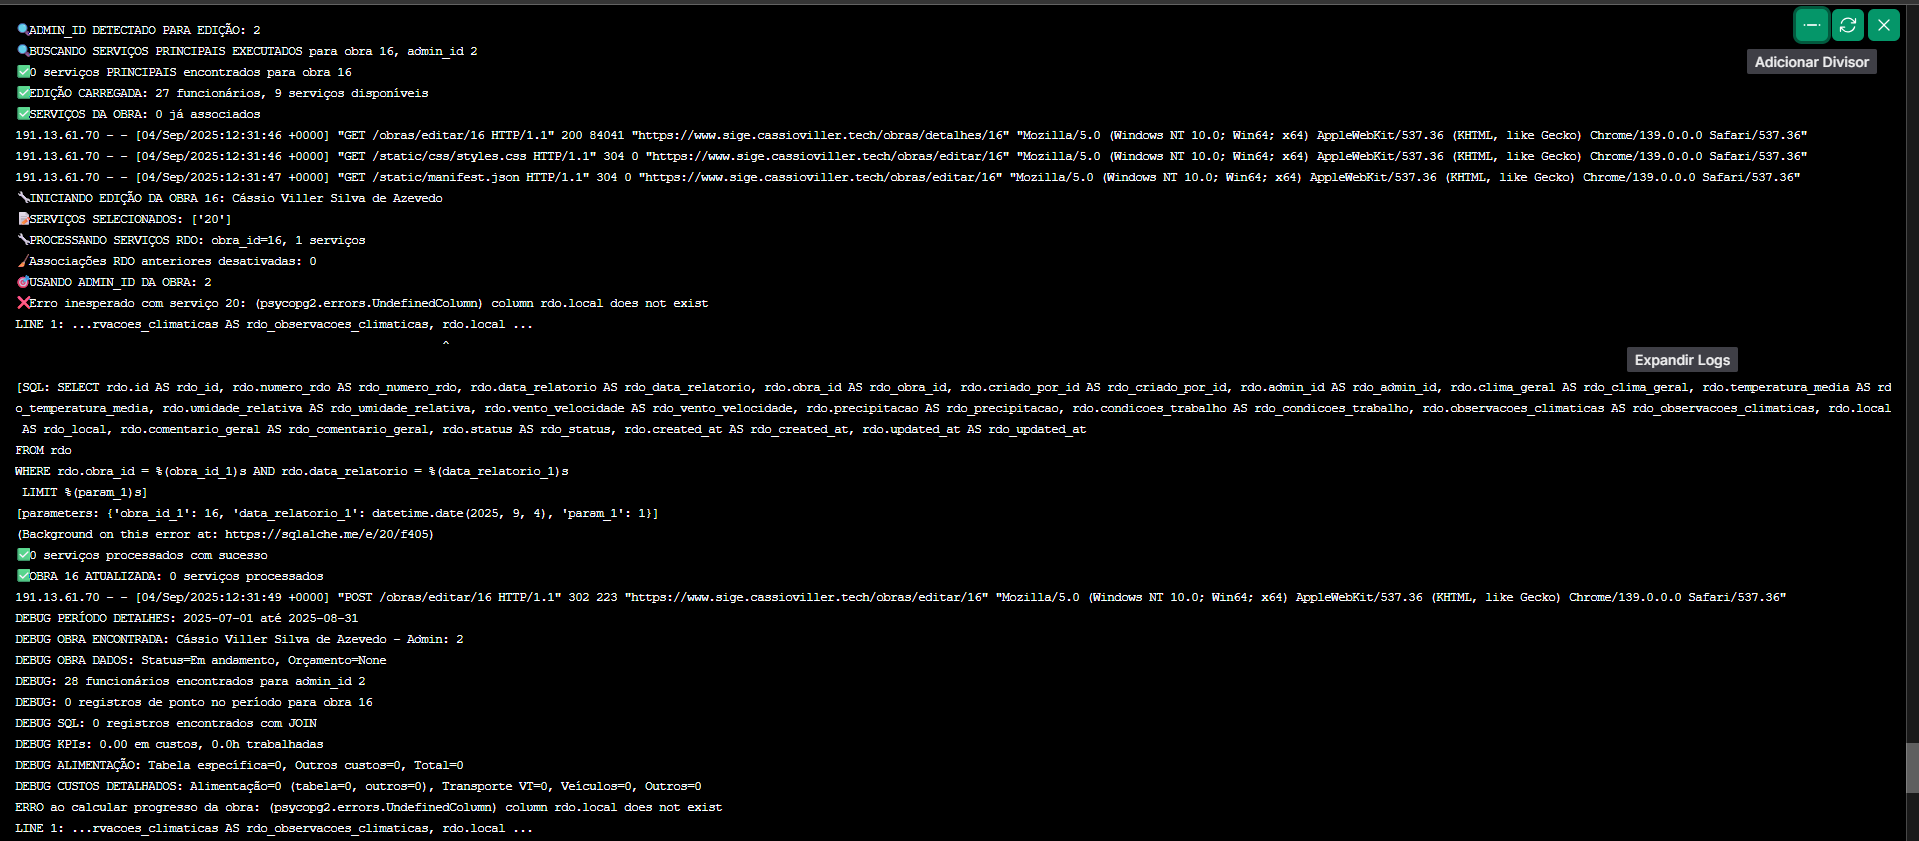 🔍ADMIN_ID DETECTADO PARA EDIÇÃO: 2
🔍BUSCANDO SERVIÇOS PRINCIPAIS EXECUTADOS para obra 16, admin_id 2
✅0 serviços PRINCIPAIS encontrados para obra 16
Adicionar Divisor
✅EDIÇÃO CARREGADA: 27 funcionários, 9 serviços disponíveis
✅SERVIÇOS DA OBRA: 0 já associados
191.13.61.70 - - [04/Sep/2025:12:31:46 +0000] "GET /obras/editar/16 HTTP/1.1" 200 84041 "https://www.sige.cassioviller.tech/obras/detalhes/16" "Mozilla/5.0 (Windows NT 10.0; Win64; x64) AppleWebKit/537.36 (KHTML, like Gecko) Chrome/139.0.0.0 Safari/537.36"
191.13.61.70 - - [04/Sep/2025:12:31:46 +0000] "GET /static/css/styles.css HTTP/1.1" 304 0 "https://www.sige.cassioviller.tech/obras/editar/16" "Mozilla/5.0 (Windows NT 10.0; Win64; x64) AppleWebKit/537.36 (KHTML, like Gecko) Chrome/139.0.0.0 Safari/537.36"
191.13.61.70 - - [04/Sep/2025:12:31:47 +0000] "GET /static/manifest.json HTTP/1.1" 304 0 "https://www.sige.cassioviller.tech/obras/editar/16" "Mozilla/5.0 (Windows NT 10.0; Win64; x64) AppleWebKit/537.36 (KHTML, like Gecko) Chrome/139.0.0.0 Safari/537.36"
🔧INICIANDO EDIÇÃO DA OBRA 16: Cássio Viller Silva de Azevedo
📝SERVIÇOS SELECIONADOS: ['20']
🔧PROCESSANDO SERVIÇOS RDO: obra_id=16, 1 serviços
🧹Associações RDO anteriores desativadas: 0
🎯USANDO ADMIN_ID DA OBRA: 2
❌Erro inesperado com serviço 20: (psycopg2.errors.UndefinedColumn) column rdo.local does not exist
LINE 1: ...rvacoes_climaticas AS rdo_observacoes_climaticas, rdo.local ...
^
Expandir Logs
[SQL: SELECT rdo.id AS rdo_id, rdo.numero_rdo AS rdo_numero_rdo, rdo.data_relatorio AS rdo_data_relatorio, rdo.obra_id AS rdo_obra_id, rdo.criado_por_id AS rdo_criado_por_id, rdo.admin_id AS rdo_admin_id, rdo.clima_geral AS rdo_clima_geral, rdo.temperatura_media AS rd
o_temperatura_media, rdo.umidade_relativa AS rdo_umidade_relativa, rdo.vento_velocidade AS rdo_vento_velocidade, rdo.precipitacao AS rdo_precipitacao, rdo.condicoes_trabalho AS rdo_condicoes_trabalho, rdo.observacoes_climaticas AS rdo_observacoes_climaticas, rdo.local
AS rdo_local, rdo.comentario_geral AS rdo_comentario_geral, rdo.status AS rdo_status, rdo.created_at AS rdo_created_at, rdo.updated_at AS rdo_updated_at
FROM rdo
WHERE rdo.obra_id = %(obra_id_1)s AND rdo.data_relatorio = %(data_relatorio_1)s
LIMIT %(param_1)s]
[parameters: {'obra_id_1': 16, 'data_relatorio_1': datetime.date(2025, 9, 4), 'param_1': 1}]
(Background on this error at: https://sqlalche.me/e/20/f405)
✅0 serviços processados com sucesso
✅OBRA 16 ATUALIZADA: 0 serviços processados
191.13.61.70 - - [04/Sep/2025:12:31:49 +0000] "POST /obras/editar/16 HTTP/1.1" 302 223 "https://www.sige.cassioviller.tech/obras/editar/16" "Mozilla/5.0 (Windows NT 10.0; Win64; x64) AppleWebKit/537.36 (KHTML, like Gecko) Chrome/139.0.0.0 Safari/537.36"
DEBUG PERÍODO DETALHES: 2025-07-01 até 2025-08-31
DEBUG OBRA ENCONTRADA: Cássio Viller Silva de Azevedo - Admin: 2
DEBUG OBRA DADOS: Status=Em andamento, Orçamento=None
DEBUG: 28 funcionários encontrados para admin_id 2
DEBUG: 0 registros de ponto no período para obra 16
DEBUG SQL: 0 registros encontrados com JOIN
DEBUG KPIs: 0.00 em custos, 0.0h trabalhadas
DEBUG ALIMENTAÇÃO: Tabela específica=0, Outros custos=0, Total=0
DEBUG CUSTOS DETALHADOS: Alimentação=0 (tabela=0, outros=0), Transporte VT=0, Veículos=0, Outros=0
ERRO ao calcular progresso da obra: (psycopg2.errors.UndefinedColumn) column rdo.local does not exist
LINE 1: ...rvacoes_climaticas AS rdo_observacoes_climaticas, rdo.local ...